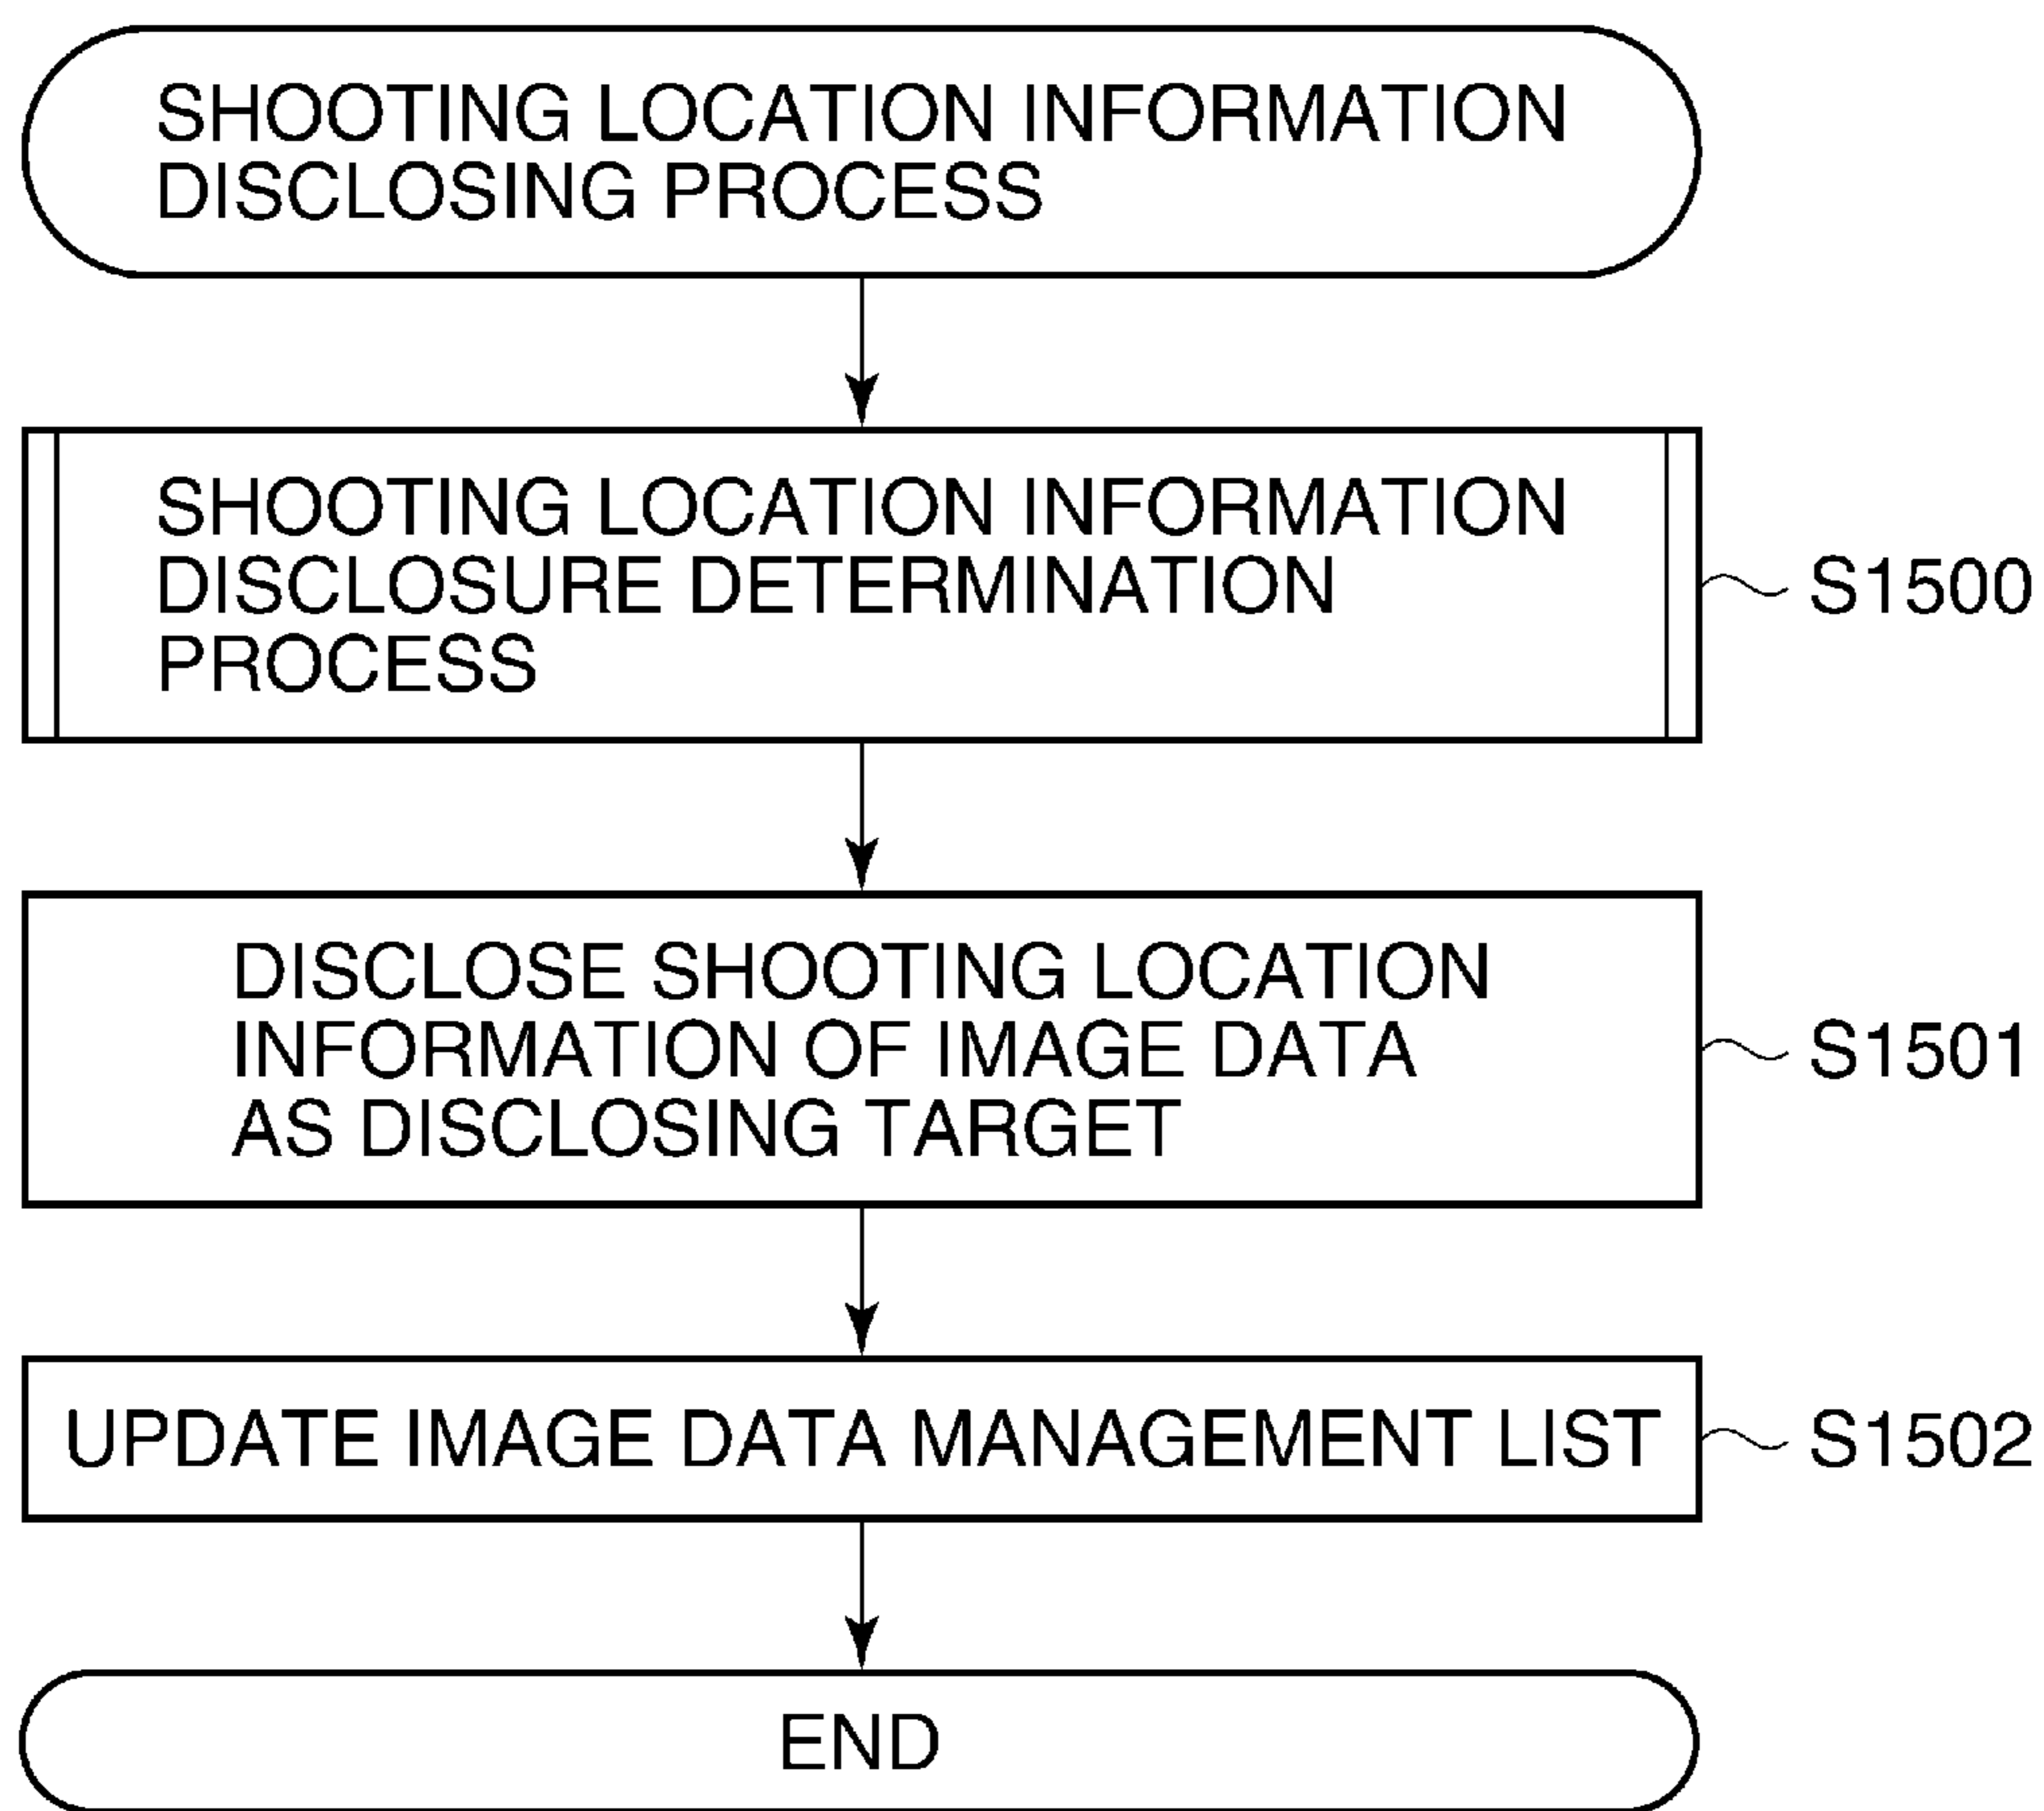 SHOOTING LOCATION INFORMATION
DISCLOSING PROCESS
SHOOTING LOCATION INFORMATION
DISCLOSURE DETERMINATION
PROCESS
S1500
DISCLOSE SHOOTING LOCATION
INFORMATION OF IMAGE DATA
AS DISCLOSING TARGET
S1501
UPDATE IMAGE DATA MANAGEMENT LIST
S1502
END